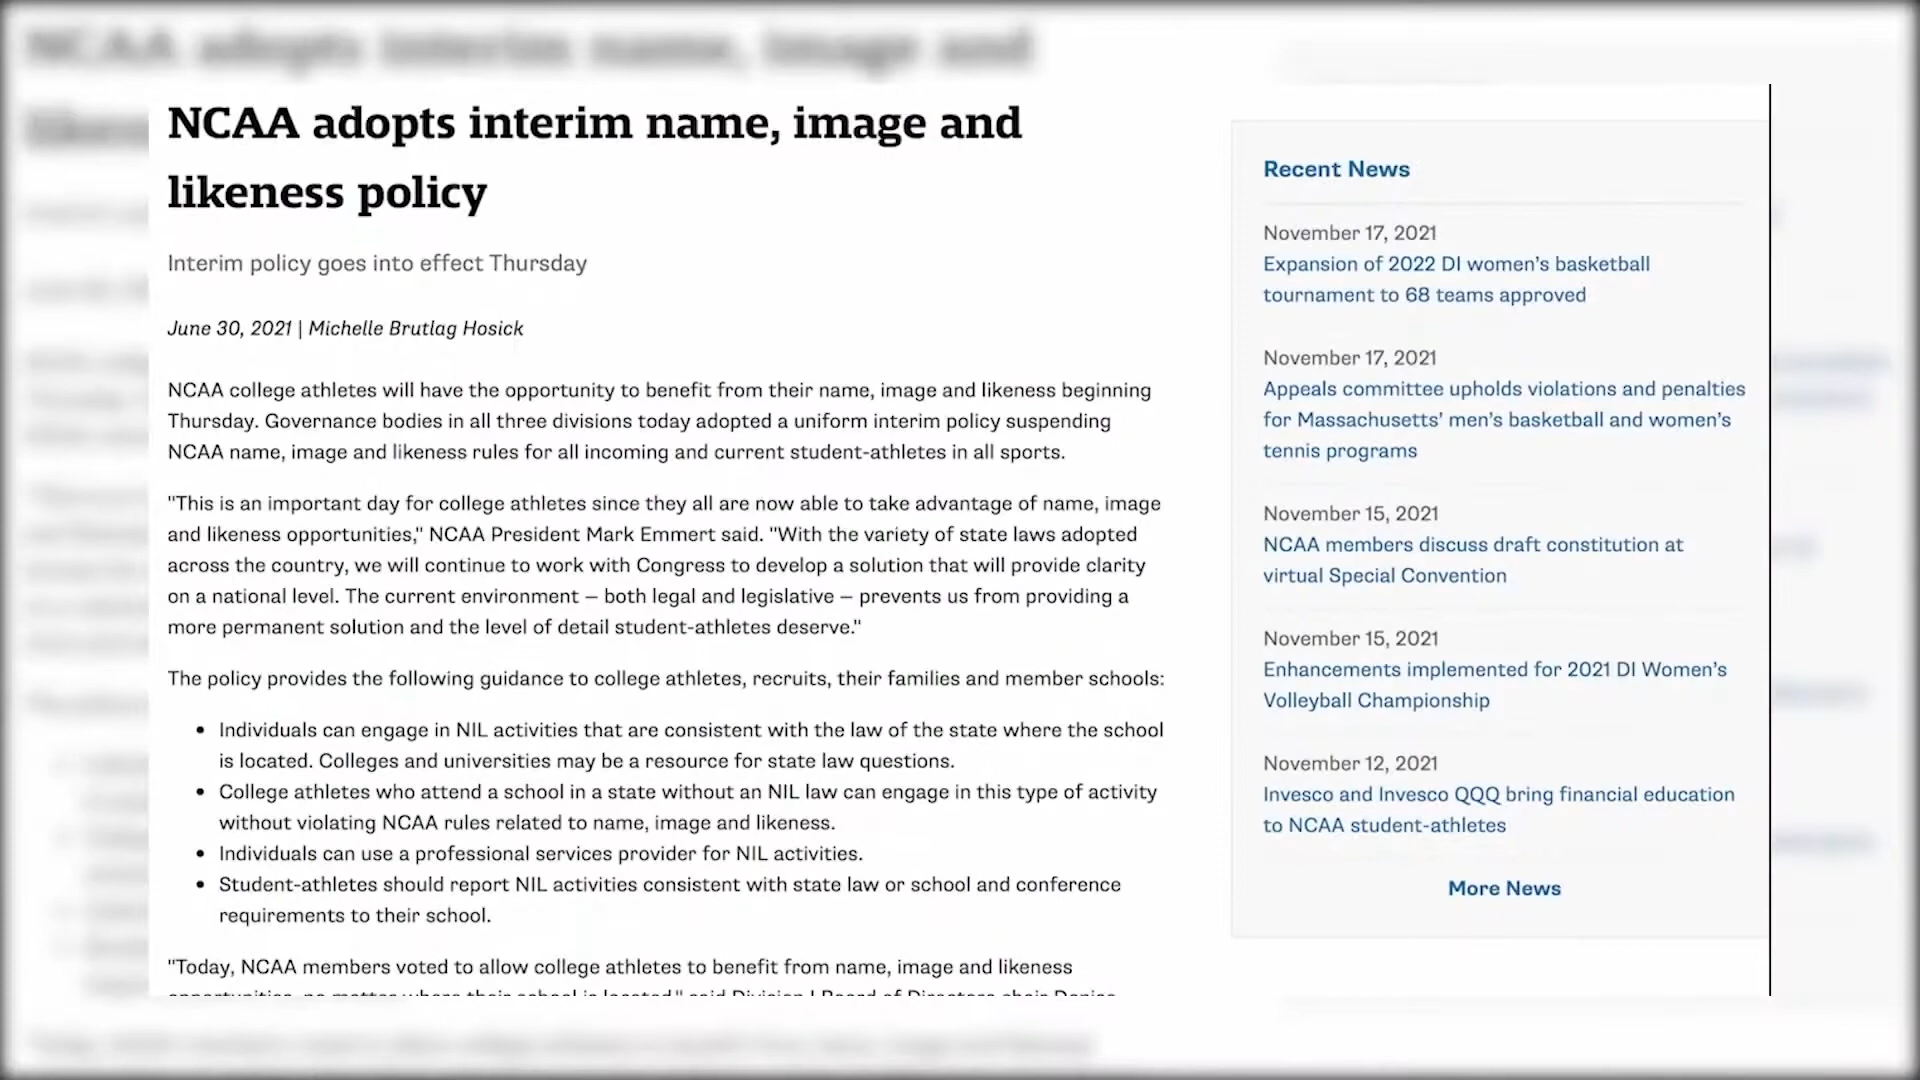 NCAA adopts interim name, image and
likeness policy
Interim policy goes into effect Thursday
June 30, 2021 | Michelle Brutlag Hosick
NCAA college athletes will have the opportunity to benefit from their name, image and likeness beginning
Thursday. Governance bodies in all three divisions today adopted a uniform interim policy suspending
NCAA name, image and likeness rules for all incoming and current student-athletes in all sports.
"This is an important day for college athletes since they all are now able to take advantage of name, image
and likeness opportunities," NCAA President Mark Emmert said. "With the variety of state laws adopted
across the country, we will continue to work with Congress to develop a solution that will provide clarity
on a national level. The current environment — both legal and legislative — prevents us from providing a
more permanent solution and the level of detail student-athletes deserve."
The policy provides the following guidance to college athletes, recruits, their families and member schools:
• Individuals can engage in NIL activities that are consistent with the law of the state where the school
is located. Colleges and universities may be a resource for state law questions.
• College athletes who attend a school in a state without an NIL law can engage in this type of activity
without violating NCAA rules related to name, image and likeness.
• Individuals can use a professional services provider for NIL activities.
• Student-athletes should report NIL activities consistent with state law or school and conference
requirements to their school.
"Today, NCAA members voted to allow college athletes to benefit from name, image and likeness
opportunities, no matter where their school is located," said Division I Board of Directors chair Denise
Recent News
November 17, 2021
Expansion of 2022 DI women's basketball
tournament to 68 teams approved
November 17, 2021
Appeals committee upholds violations and penalties
for Massachusetts' men's basketball and women's
tennis programs
November 15, 2021
NCAA members discuss draft constitution at
virtual Special Convention
November 15, 2021
Enhancements implemented for 2021 DI Women's
Volleyball Championship
November 12, 2021
Invesco and Invesco QQQ bring financial education
to NCAA student-athletes
More News